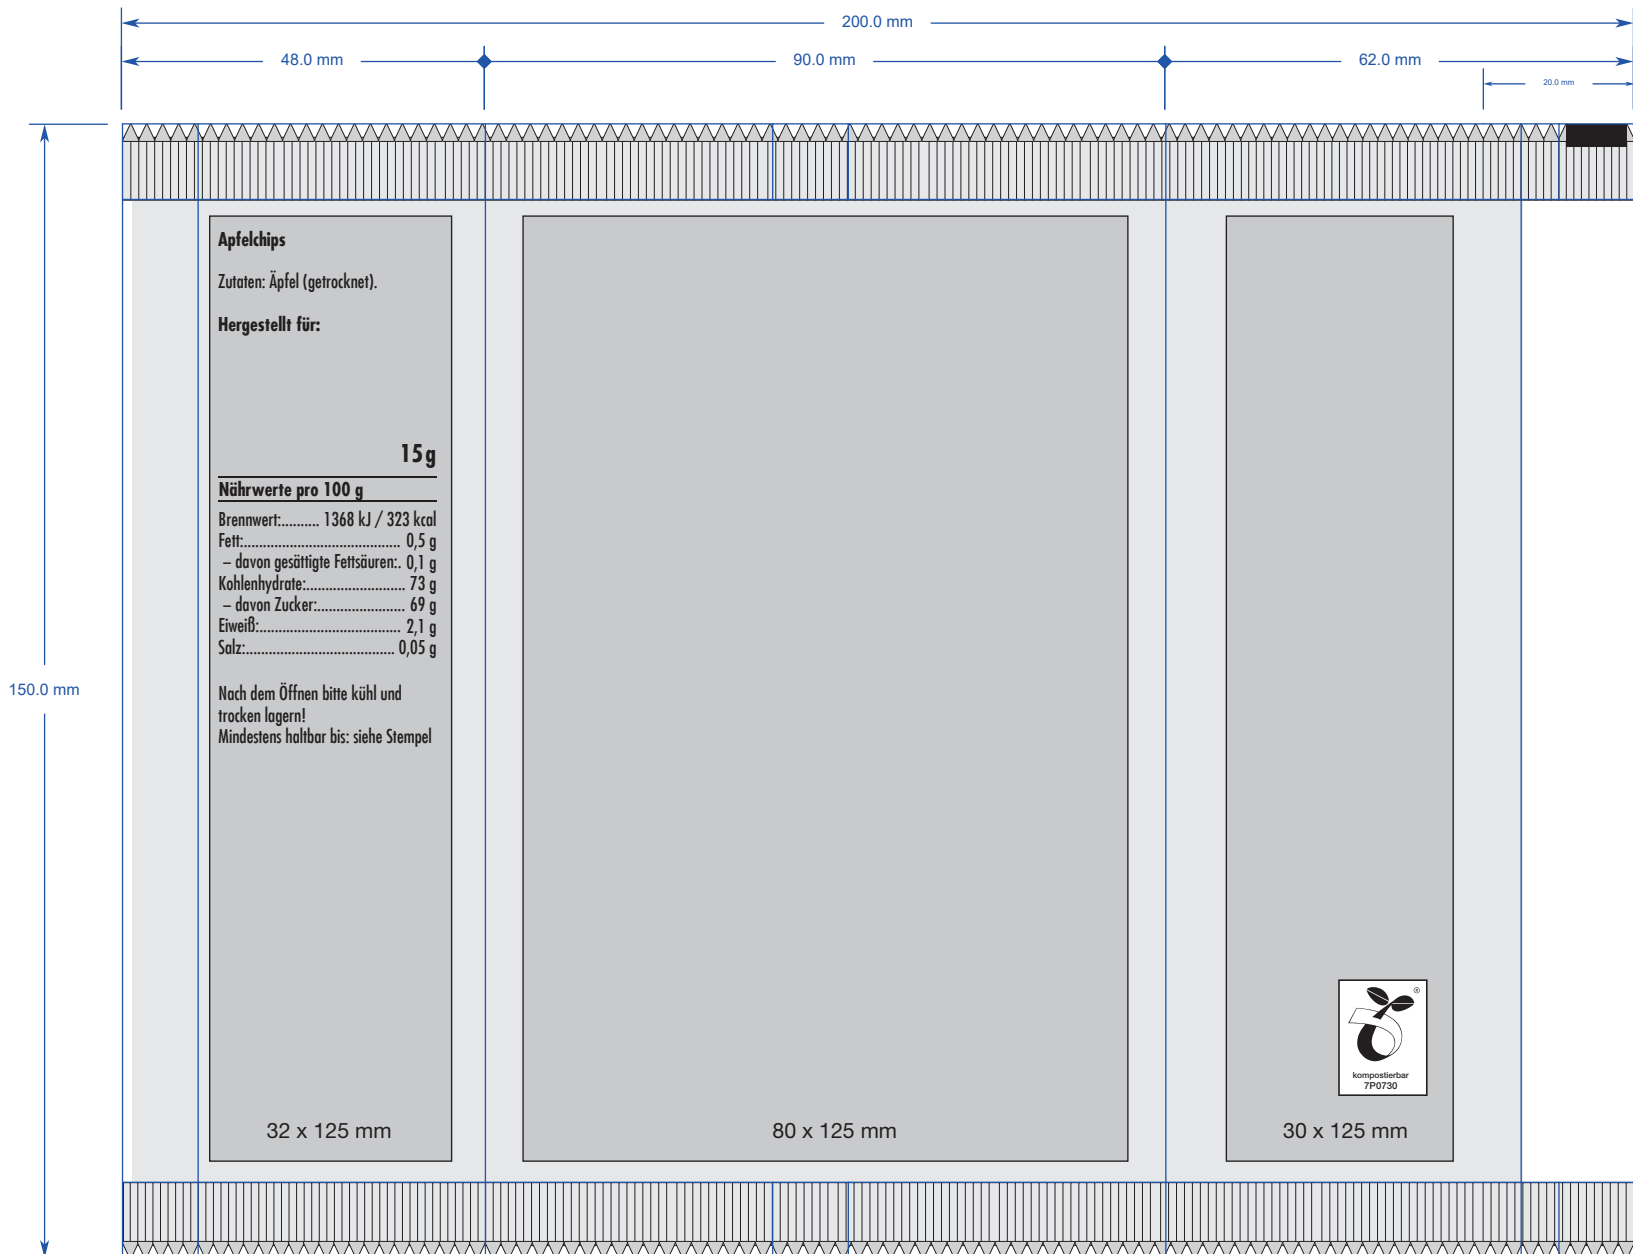 200.0 mm
48.0 mm
90.0 mm
62.0 mm
20.0 mm
150.0 mm
Apfelchips
Zutaten: Äpfel (getrocknet).
Hergestellt für:
15 g
Nährwerte pro 100 g
Brennwert:.......... 1368 kJ / 323 kcal
Fett:......................................... 0,5 g
– davon gesättigte Fettsäuren:. 0,1 g
Kohlenhydrate:.......................... 73 g
– davon Zucker:....................... 69 g
Eiweiß:..................................... 2,1 g
Salz:....................................... 0,05 g
Nach dem Öffnen bitte kühl und
trocken lagern!
Mindestens haltbar bis: siehe Stempel
32 x 125 mm
80 x 125 mm
®
kompostierbar
7P0730
30 x 125 mm